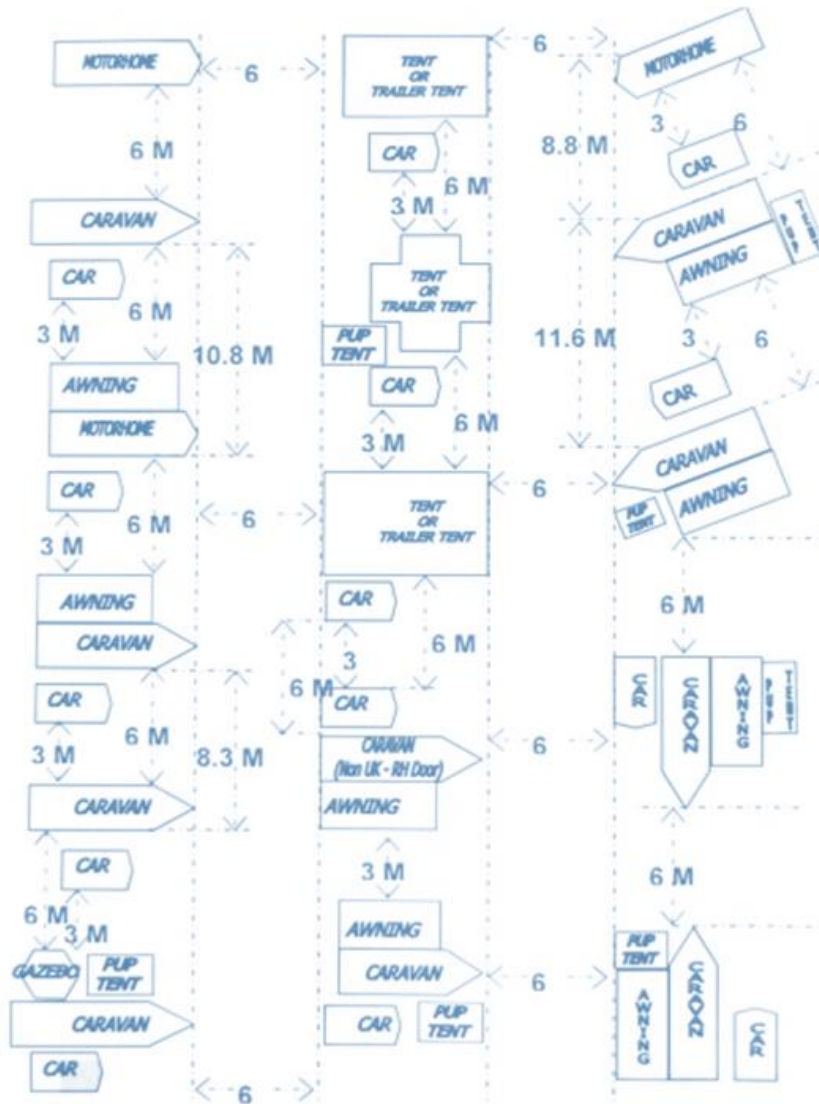 MOTORHOME
6
6 M
CARAVAN
CAR
3 M
6 M
10.8 M
AWNING
MOTORHOME
CAR
3 M
6 M
6
AWNING
CARAVAN
CAR
3 M
6 M
8.3 M
CARAVAN
CAR
6 M
3 M
GAZEBO
PUP
TENT
CARAVAN
CAR
6
TENT
OR
TRAILER TENT
6
CAR
3 M
6 M
TENT
OR
TRAILER TENT
PUP
TENT
CAR
3 M
6 M
TENT
OR
TRAILER TENT
6
CAR
3
6 M
6 M
CAR
CARAVAN
(Non UK - RH Door)
6
AWNING
3 M
AWNING
CARAVAN
6
CAR
PUP
TENT
MOTORHOME
3
6
8.8 M
CAR
CARAVAN
AWNING
PUP
TENT
11.6 M
3
6
CAR
CARAVAN
AWNING
PUP
TENT
6 M
CAR
CARAVAN
AWNING
PUP
TENT
6 M
PUP
TENT
AWNING
CARAVAN
CAR